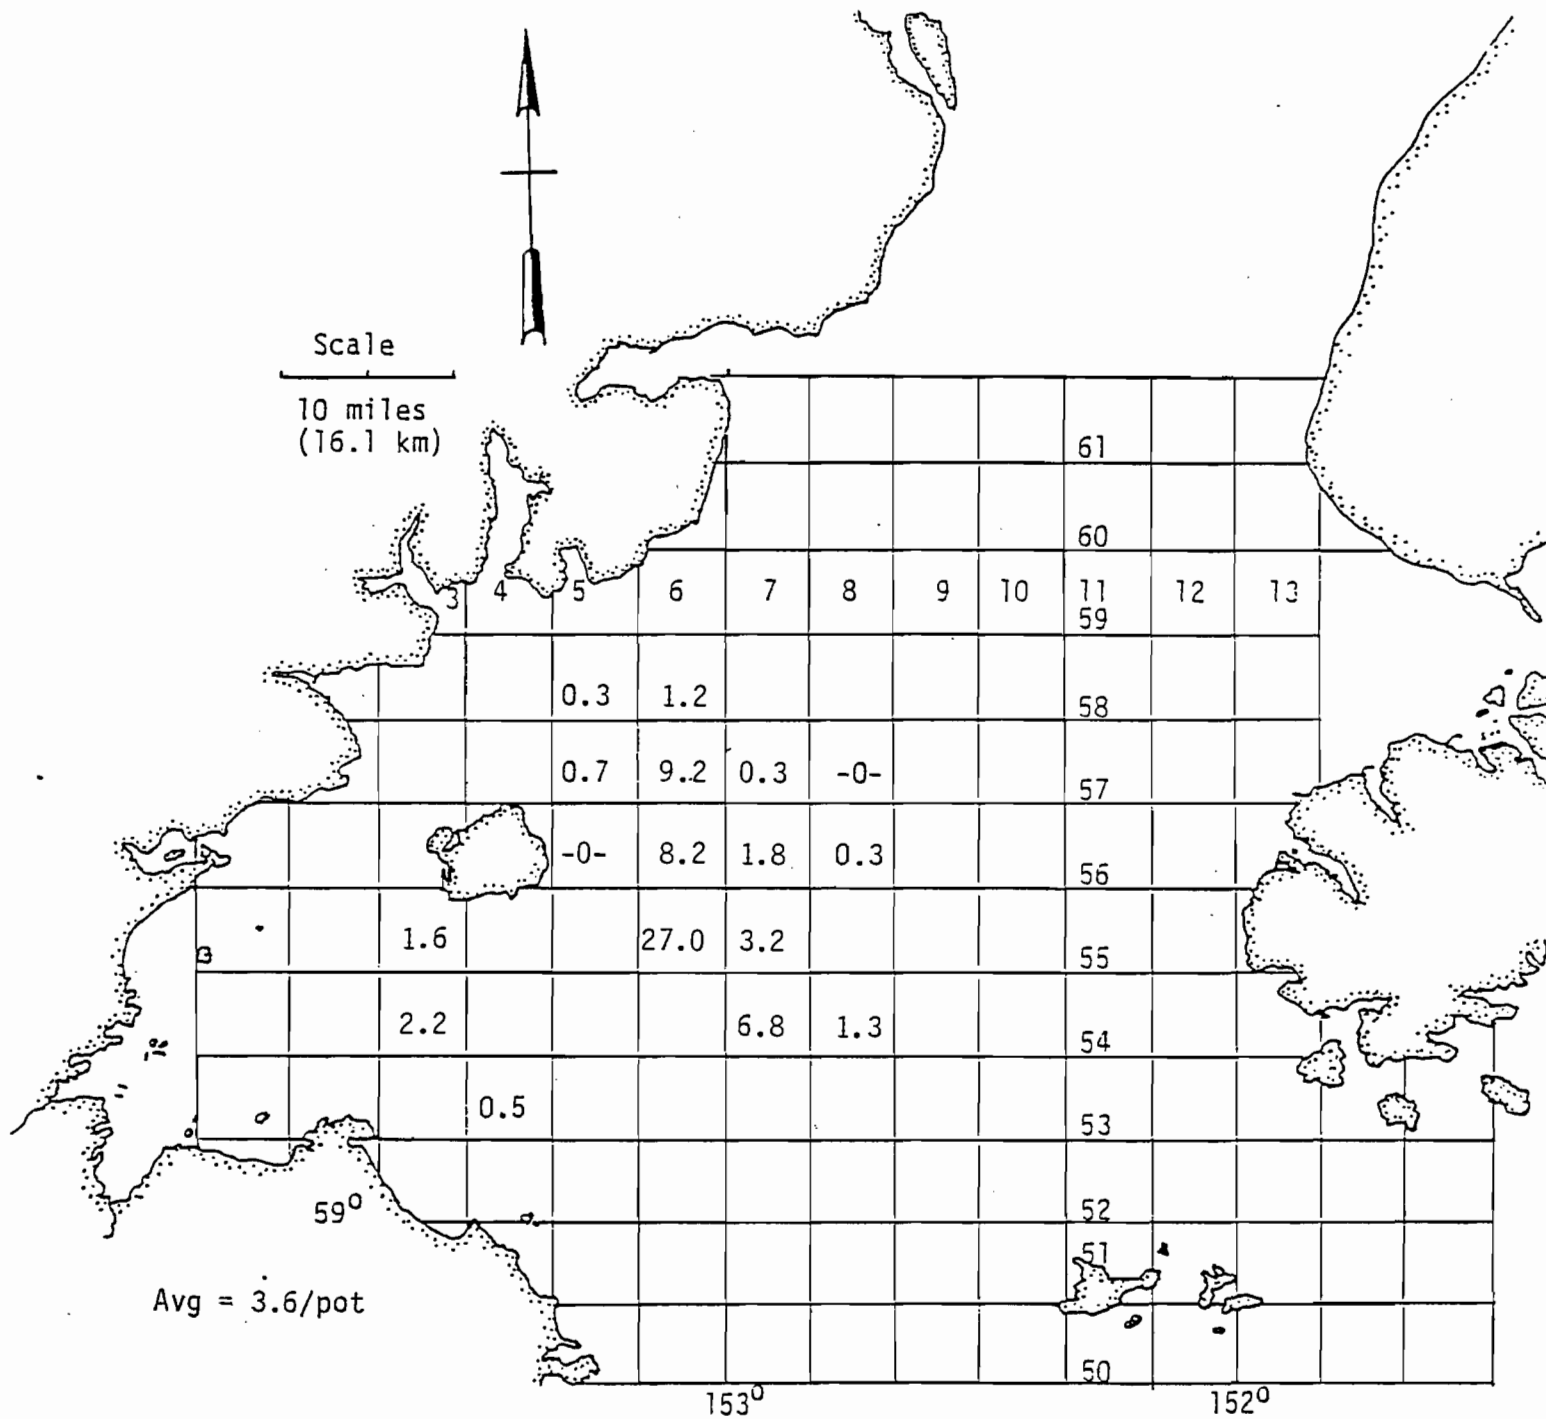 Scale
10 miles
(16.1 km)
61
60
3 4 5 6 7 8 9 10 11 12 13
59
0.3 1.2 58
0.7 9.2 0.3 -0- 57
-0- 8.2 1.8 0.3 56
1.6 27.0 3.2 55
2.2 6.8 1.3 54
0.5 53
59° 52
51
Avg = 3.6/pot
50
153° 152°